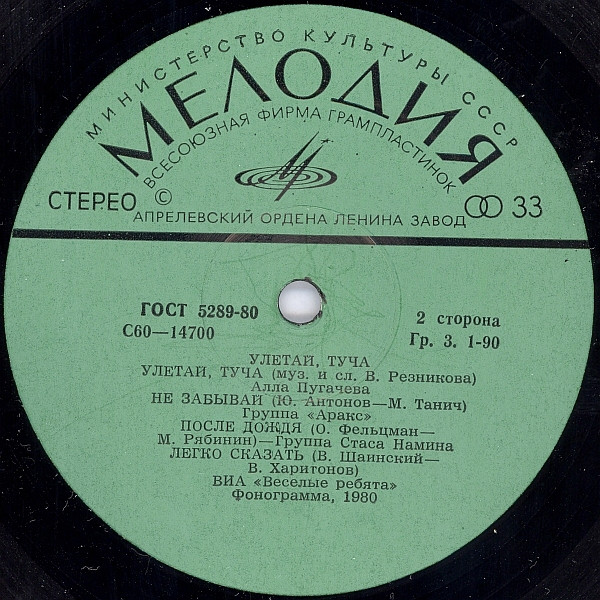 МИНИСТЕРСТВО КУЛЬТУРЫ СССР
МЕЛОДИЯ
ВСЕСОЮЗНАЯ ФИРМА ГРАМПЛАСТИНОК
СТЕРЕО ©
33
АПРЕЛЕВСКИЙ ОРДЕНА ЛЕНИНА ЗАВОД
ГОСТ 5289-80
С60—14700
2 сторона
Гр. 3. 1-90
УЛЕТАЙ, ТУЧА
УЛЕТАЙ, ТУЧА (муз. и сл. В. Резникова)
Алла Пугачева
НЕ ЗАБЫВАЙ (Ю. Антонов—М. Танич)
Группа «Аракс»
ПОСЛЕ ДОЖДЯ (О. Фельцман—
М. Рябинин)—Группа Стаса Намина
ЛЕГКО СКАЗАТЬ (В. Шаинский—
В. Харитонов)
ВИА «Веселые ребята»
Фонограмма, 1980